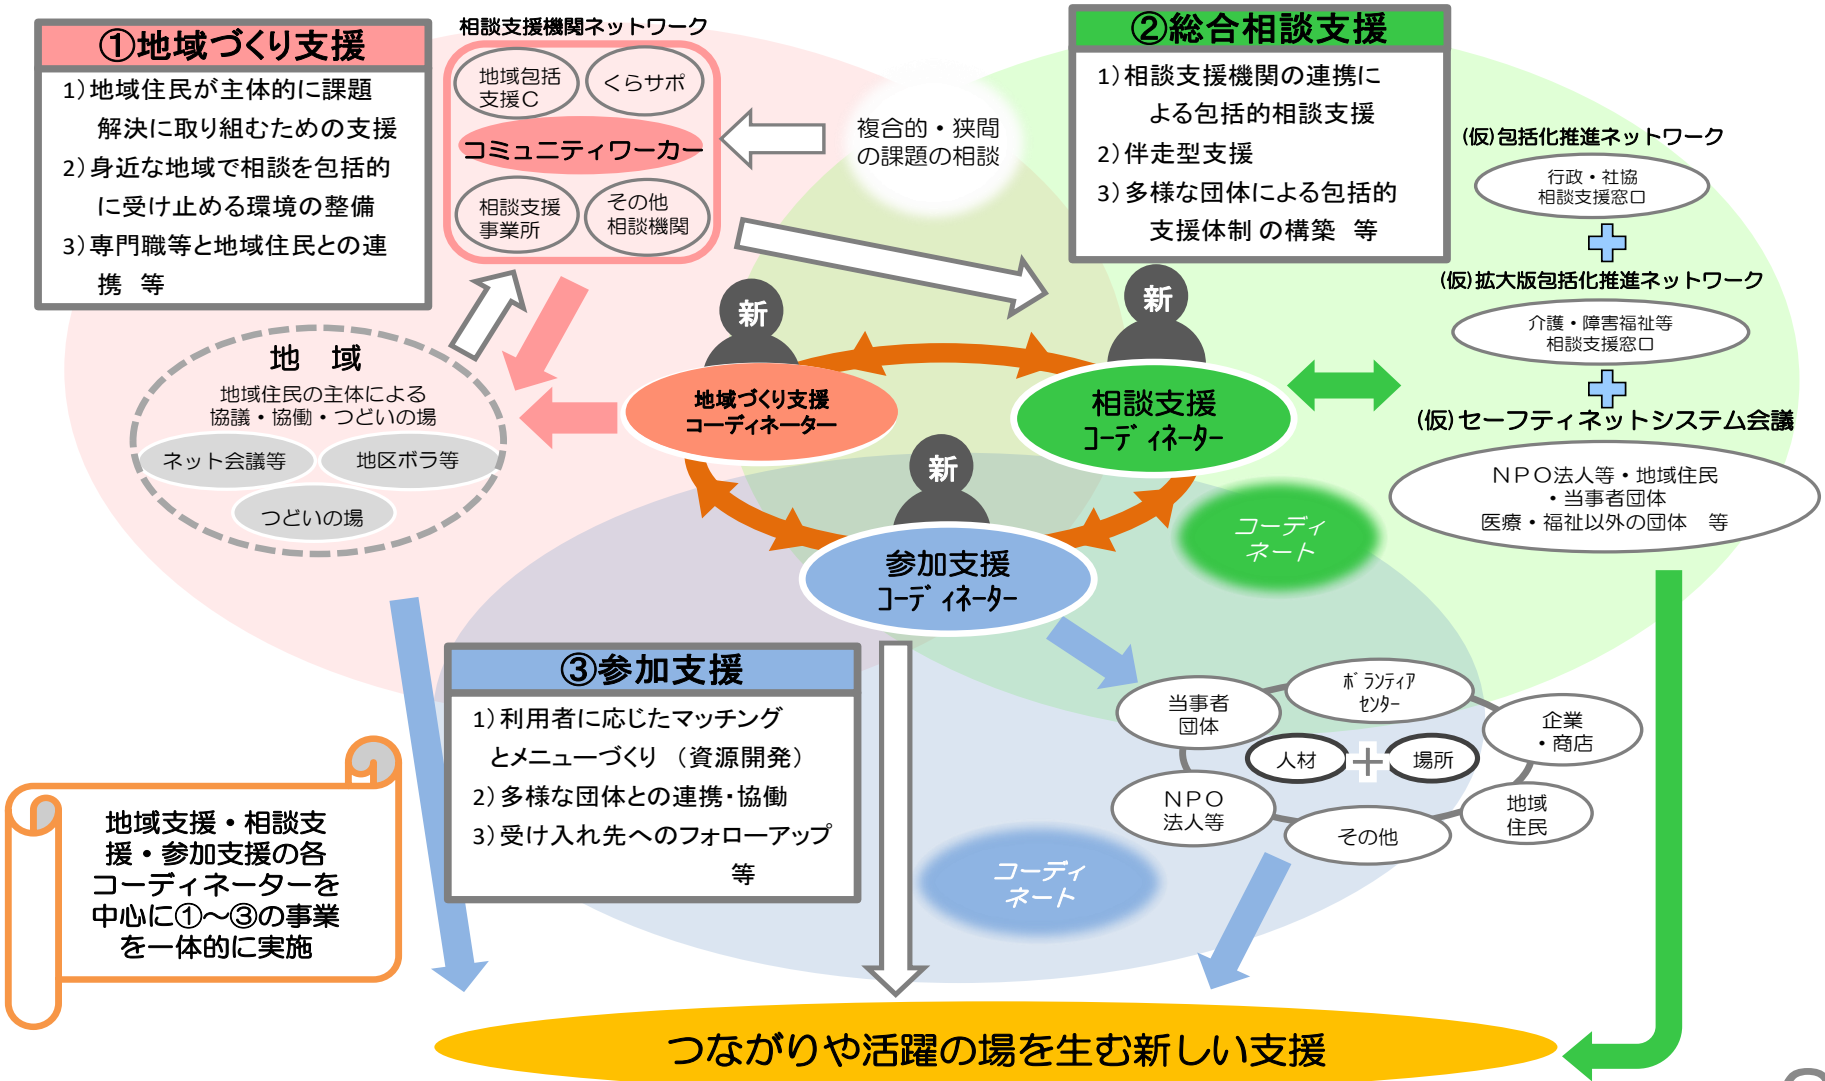 ①地域づくり支援
1)地域住民が主体的に課題
解決に取り組むための支援
2)身近な地域で相談を包括的
に受け止める環境の整備
3)専門職等と地域住民との連
携 等
相談支援機関ネットワーク
地域包括
支援C
くらサポ
コミュニティワーカー
相談支援
事業所
その他
相談機関
複合的・狭間
の課題の相談
②総合相談支援
1)相談支援機関の連携に
よる包括的相談支援
2)伴走型支援
3)多様な団体による包括的
支援体制 の構築 等
(仮)包括化推進ネットワーク
行政・社協
相談支援窓口
(仮)拡大版包括化推進ネットワーク
介護・障害福祉等
相談支援窓口
(仮)セーフティネットシステム会議
NPO法人等・地域住民
・当事者団体
医療・福祉以外の団体 等
地 域
地域住民の主体による
協議・協働・つどいの場
ネット会議等
地区ボラ等
つどいの場
新
地域づくり支援
コーディネーター
新
相談支援
コーディネーター
新
参加支援
コーディネーター
コーディ
ネート
③参加支援
1)利用者に応じたマッチング
とメニューづくり (資源開発)
2)多様な団体との連携・協働
3)受け入れ先へのフォローアップ
等
当事者
団体
ボランティア
センター
企業
・商店
人材
+
場所
NPO
法人等
その他
地域
住民
コーディ
ネート
地域支援・相談支
援・参加支援の各
コーディネーターを
中心に①～③の事業
を一体的に実施
つながりや活躍の場を生む新しい支援